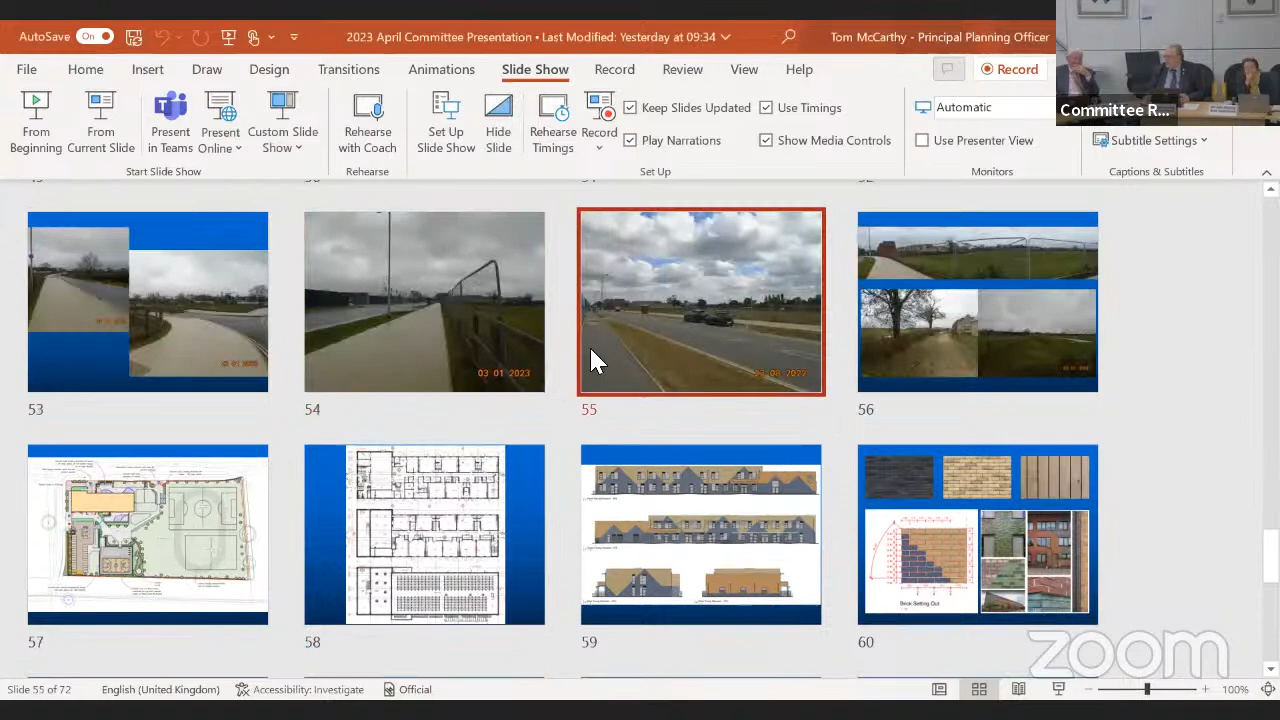 AutoSave On 2023 April Committee Presentation • Last Modified: Yesterday at 09:34 Tom McCarthy - Principal Planning Officer
File Home Insert Draw Design Transitions Animations Slide Show Record Review View Help Record
From Beginning
From Current Slide
Present in Teams
Present Online
Custom Slide Show
Start Slide Show
Rehearse with Coach
Rehearse
Set Up Slide Show
Hide Slide
Rehearse Timings
Record
Keep Slides Updated
Use Timings
Play Narrations
Show Media Controls
Set Up
Automatic
Use Presenter View
Monitors
Subtitle Settings
Captions & Subtitles
Committee R...
03 01 2023
53 54 55 56
Brick Setting Out
57 58 59 60
zoom
Slide 55 of 72 English (United Kingdom) Accessibility: Investigate Official 100%